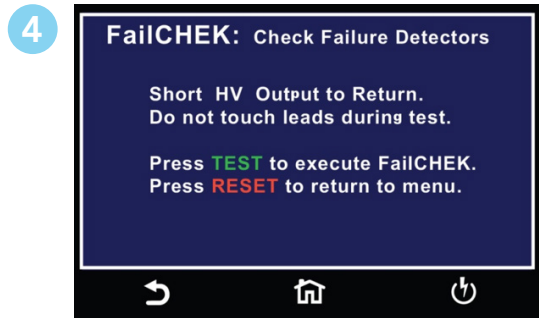 4
FailCHEK: Check Failure Detectors
Short HV Output to Return.
Do not touch leads during test.
Press TEST to execute FailCHEK.
Press RESET to return to menu.